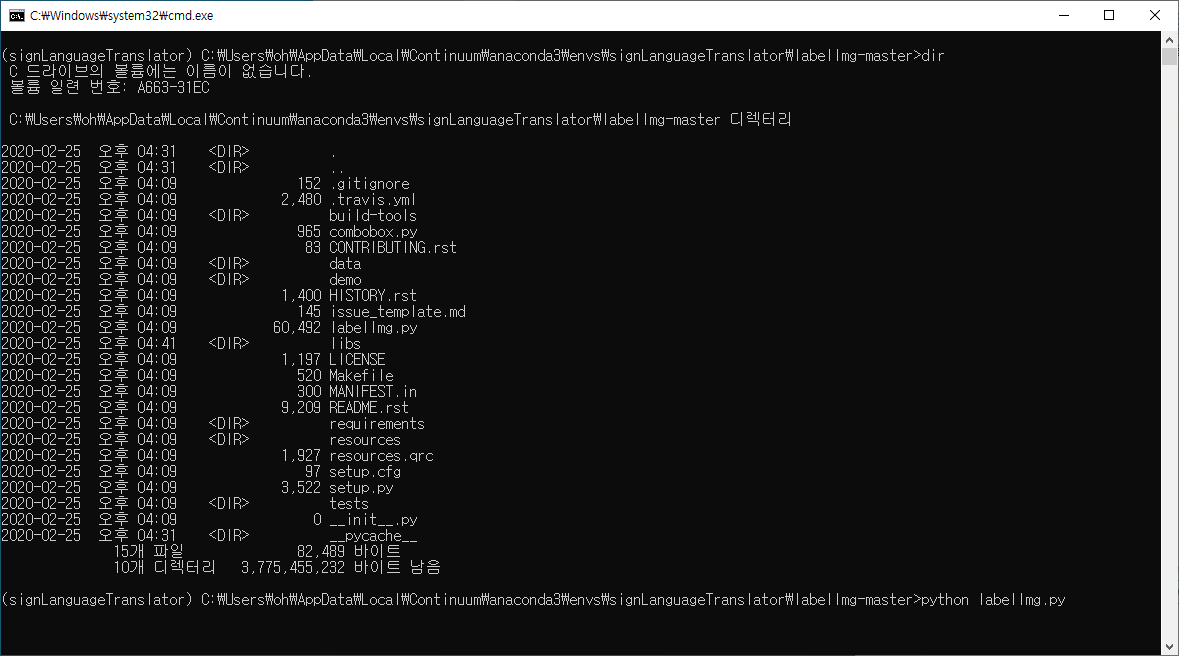 C:₩Windows₩system32₩cmd.exe
(signLanguageTranslator) C:₩Users₩oh₩AppData₩Local₩Continuum₩anaconda3₩envs₩signLanguageTranslator₩labelImg-master>dir
C 드라이브의 볼륨에는 이름이 없습니다.
볼륨 일련 번호: A663-31EC
C:₩Users₩oh₩AppData₩Local₩Continuum₩anaconda3₩envs₩signLanguageTranslator₩labelImg-master 디렉터리
2020-02-25 오후 04:31 <DIR> .
2020-02-25 오후 04:31 <DIR> ..
2020-02-25 오후 04:09 152 .gitignore
2020-02-25 오후 04:09 2,480 .travis.yml
2020-02-25 오후 04:09 <DIR> build-tools
2020-02-25 오후 04:09 965 combobox.py
2020-02-25 오후 04:09 83 CONTRIBUTING.rst
2020-02-25 오후 04:09 <DIR> data
2020-02-25 오후 04:09 <DIR> demo
2020-02-25 오후 04:09 1,400 HISTORY.rst
2020-02-25 오후 04:09 145 issue_template.md
2020-02-25 오후 04:09 60,492 labelImg.py
2020-02-25 오후 04:41 <DIR> libs
2020-02-25 오후 04:09 1,197 LICENSE
2020-02-25 오후 04:09 520 Makefile
2020-02-25 오후 04:09 300 MANIFEST.in
2020-02-25 오후 04:09 9,209 README.rst
2020-02-25 오후 04:09 <DIR> requirements
2020-02-25 오후 04:09 <DIR> resources
2020-02-25 오후 04:09 1,927 resources.qrc
2020-02-25 오후 04:09 97 setup.cfg
2020-02-25 오후 04:09 3,522 setup.py
2020-02-25 오후 04:09 <DIR> tests
2020-02-25 오후 04:09 0 __init__.py
2020-02-25 오후 04:31 <DIR> __pycache__
15개 파일 82,489 바이트
10개 디렉터리 3,775,455,232 바이트 남음
(signLanguageTranslator) C:₩Users₩oh₩AppData₩Local₩Continuum₩anaconda3₩envs₩signLanguageTranslator₩labelImg-master>python labelImg.py